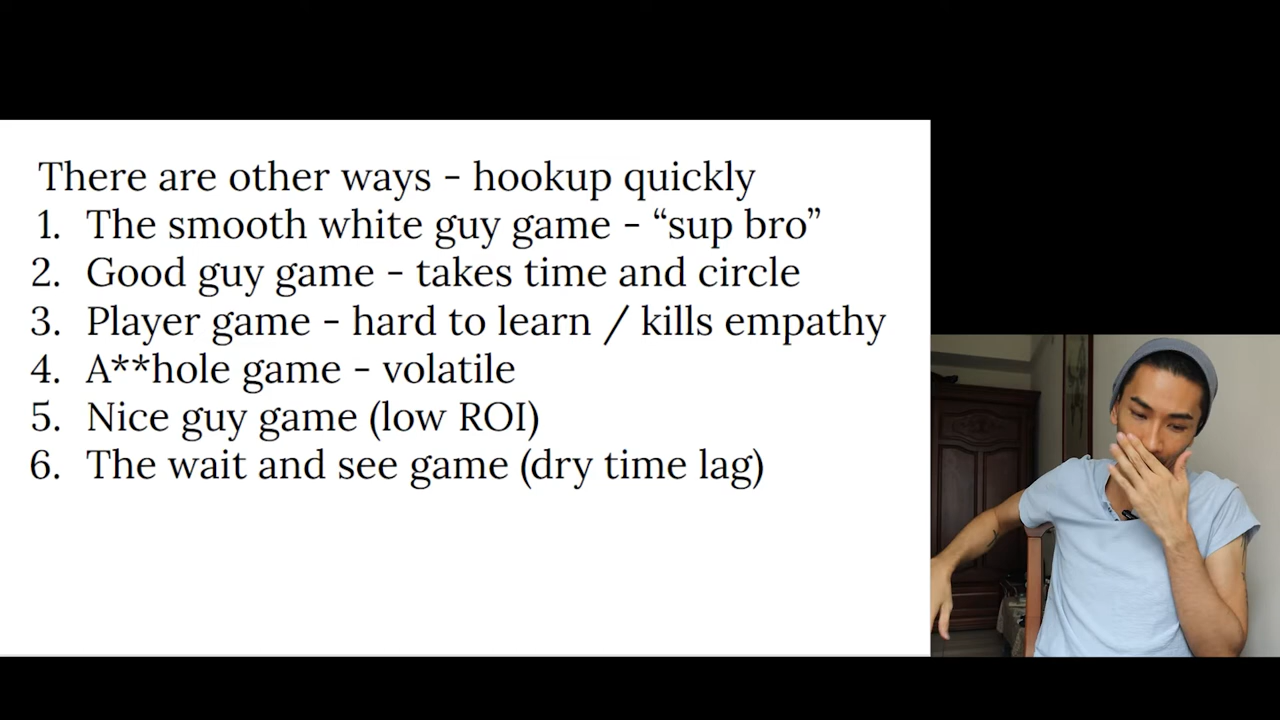 There are other ways - hookup quickly
1. The smooth white guy game - “sup bro”
2. Good guy game - takes time and circle
3. Player game - hard to learn / kills empathy
4. A**hole game - volatile
5. Nice guy game (low ROI)
6. The wait and see game (dry time lag)